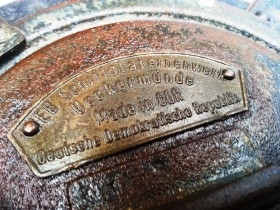 VEB
Ueckermünde
Made in GDR
Deutsche Demokratische Republik